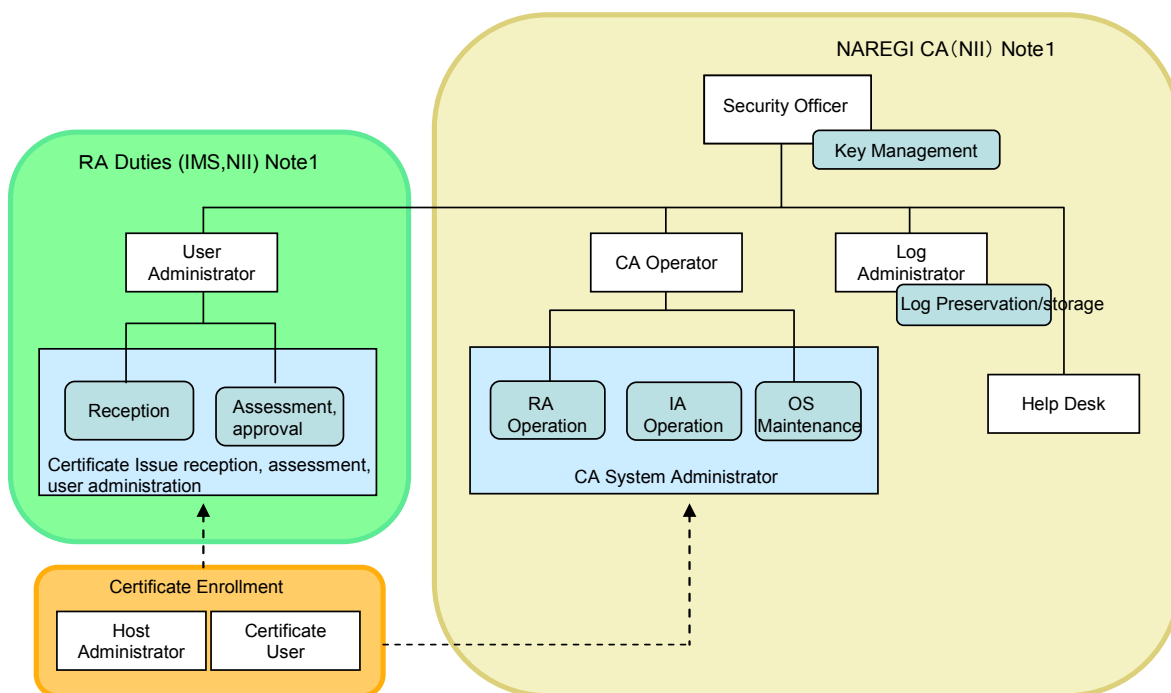 NAREGI CA（NII） Note1
Security Officer
Key Management
RA Duties (IMS,NII) Note1
User
Administrator
CA Operator
Log
Administrator
Log Preservation/storage
Reception
Assessment,
approval
Certificate Issue reception, assessment,
user administration
RA
Operation
IA
Operation
OS
Maintenance
CA System Administrator
Help Desk
Certificate Enrollment
Host
Administrator
Certificate
User